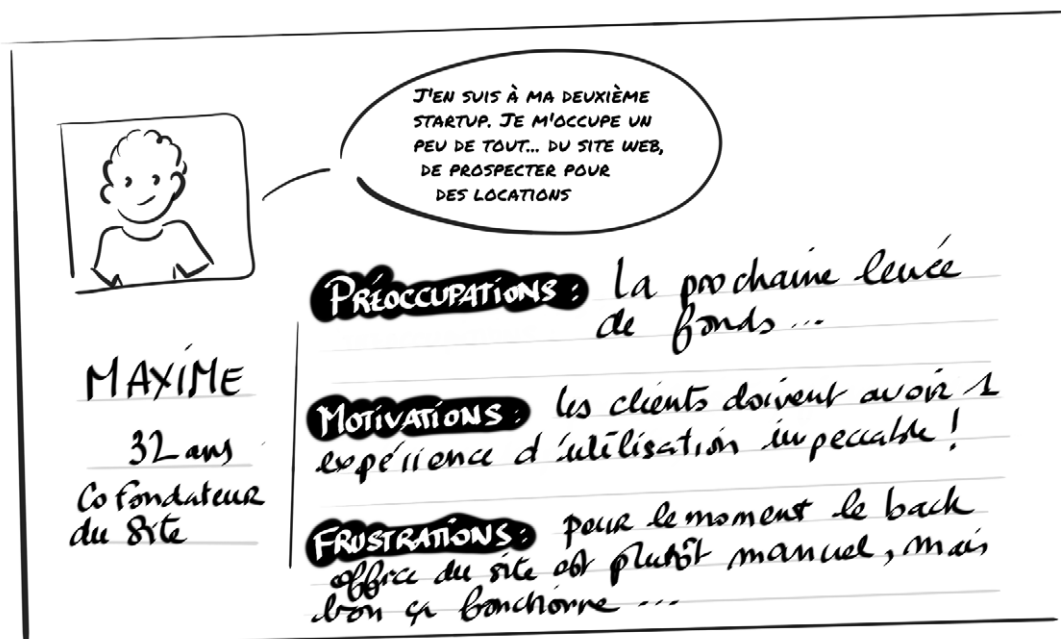 J'EN SUIS À MA DEUXIÈME
STARTUP. JE M'OCCUPE UN
PEU DE TOUT... DU SITE WEB,
DE PROSPECTER POUR
DES LOCATIONS
MAXIME
32 ans
Cofondateur
du Site
PRÉOCCUPATIONS : la prochaine levée
de fonds...
MOTIVATIONS : les clients doivent avoir 1
expérience d'utilisation impeccable !
FRUSTRATIONS : pour le moment le back
office du site est plutôt manuel, mais
bon ça fonctionne...